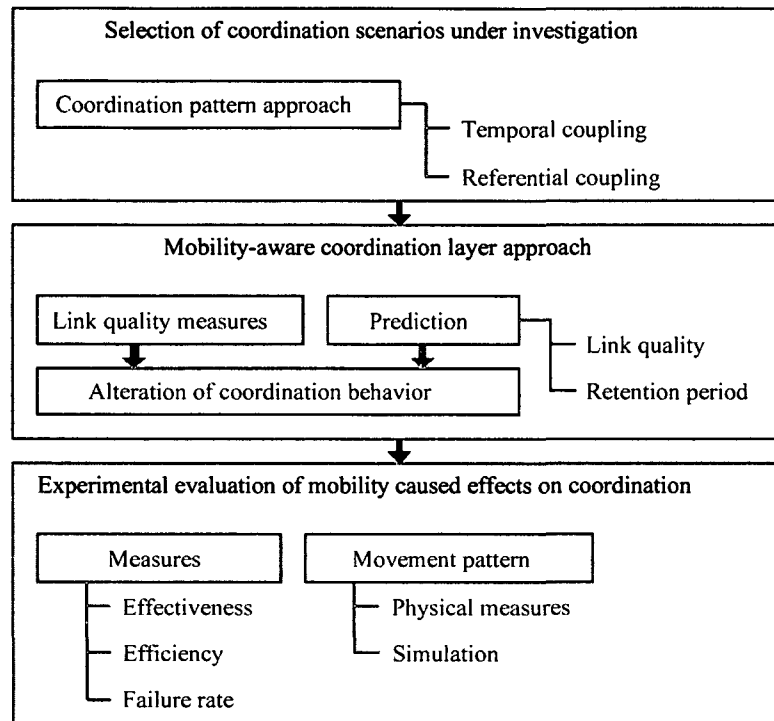 Selection of coordination scenarios under investigation
Coordination pattern approach
Temporal coupling
Referential coupling
Mobility-aware coordination layer approach
Link quality measures
Prediction
Link quality
Retention period
Alteration of coordination behavior
Experimental evaluation of mobility caused effects on coordination
Measures
Effectiveness
Efficiency
Failure rate
Movement pattern
Physical measures
Simulation